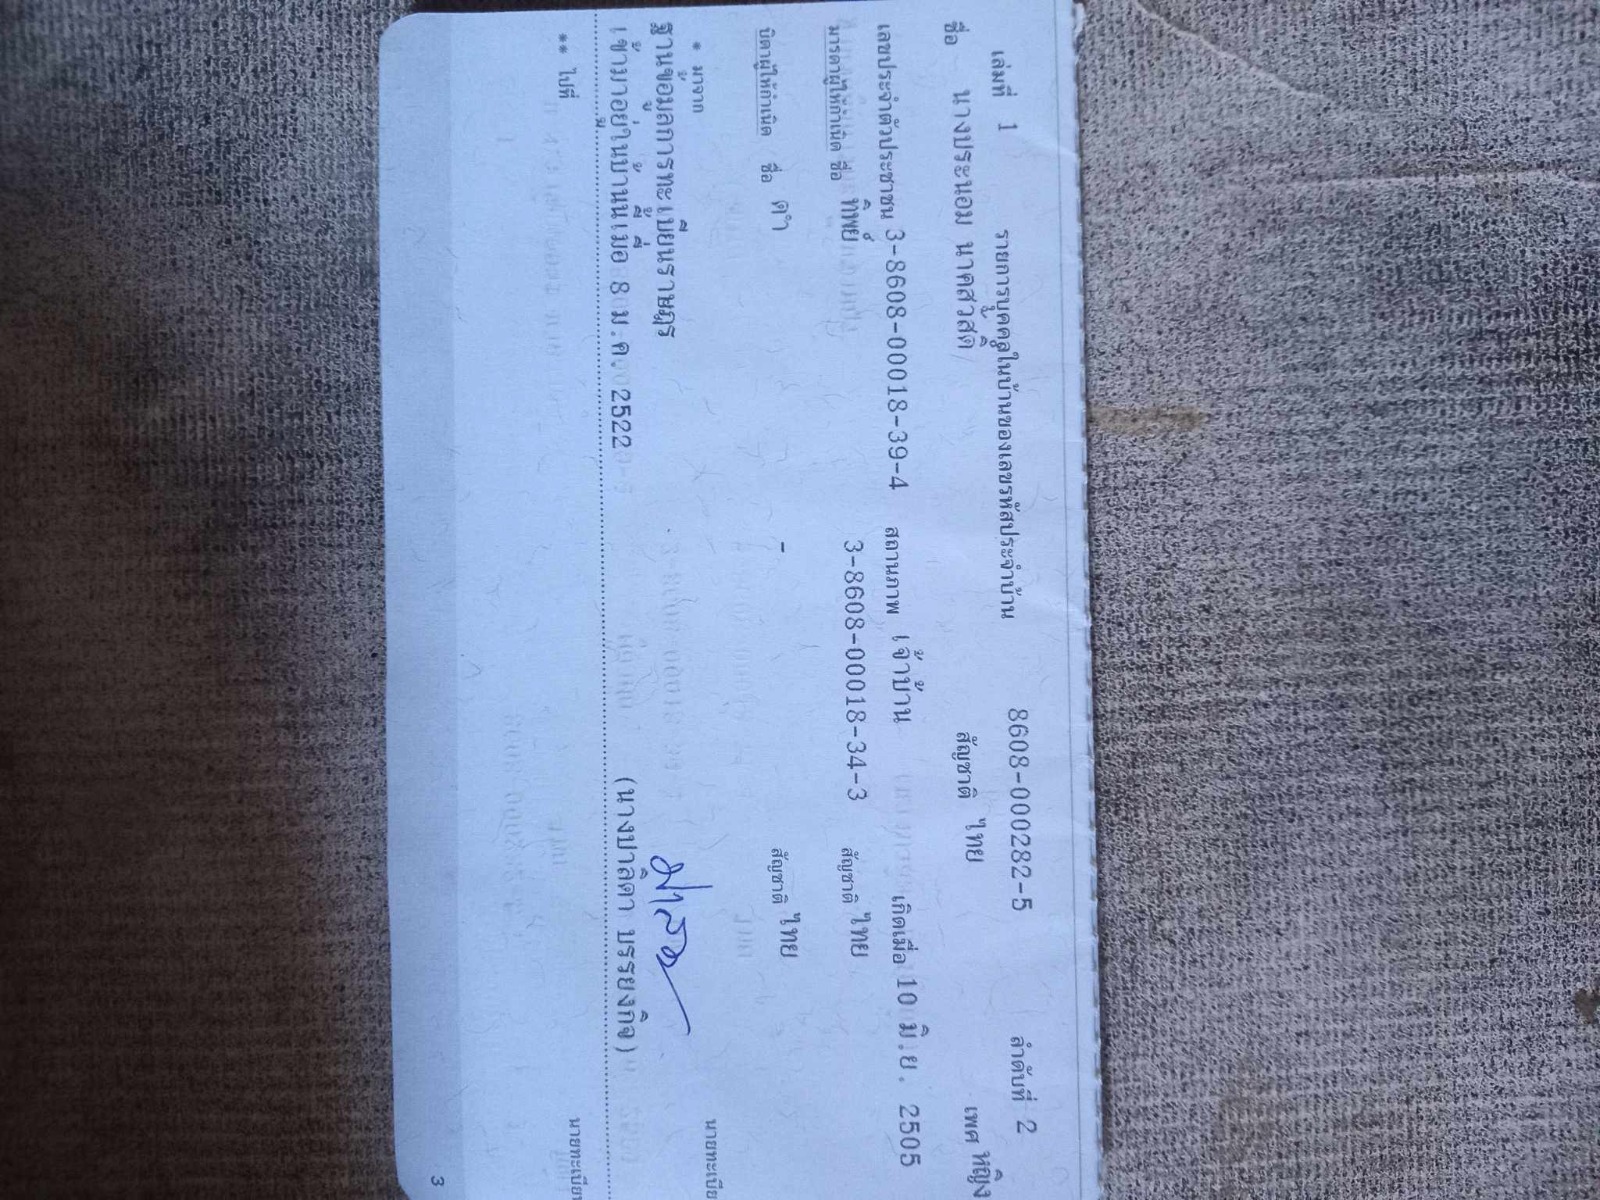 เล่มที่ 1 รายการบุคคลในบ้านของเลขรหัสประจำบ้าน 8608-000282-5 ลำดับที่ 2
ชื่อ นางประนอม นาคสวัสดิ์ สัญชาติ ไทย เพศ หญิง
เลขประจำตัวประชาชน 3-8608-00018-39-4 สถานภาพ เจ้าบ้าน เกิดเมื่อ 10 มิ.ย. 2505
มารดาผู้ให้กำเนิด ชื่อ ทิพย์ 3-8608-00018-34-3 สัญชาติ ไทย
บิดาผู้ให้กำเนิด ชื่อ คำ - สัญชาติ ไทย
* มาจาก นายทะเบีย
ฐานข้อมูลการทะเบียนราษฎร
เข้ามาอยู่ในบ้านนี้เมื่อ 8 ม.ค. 2522 (นางปาลิดา บรรยงกิจ)
** ไปที่ นายทะเบีย
3